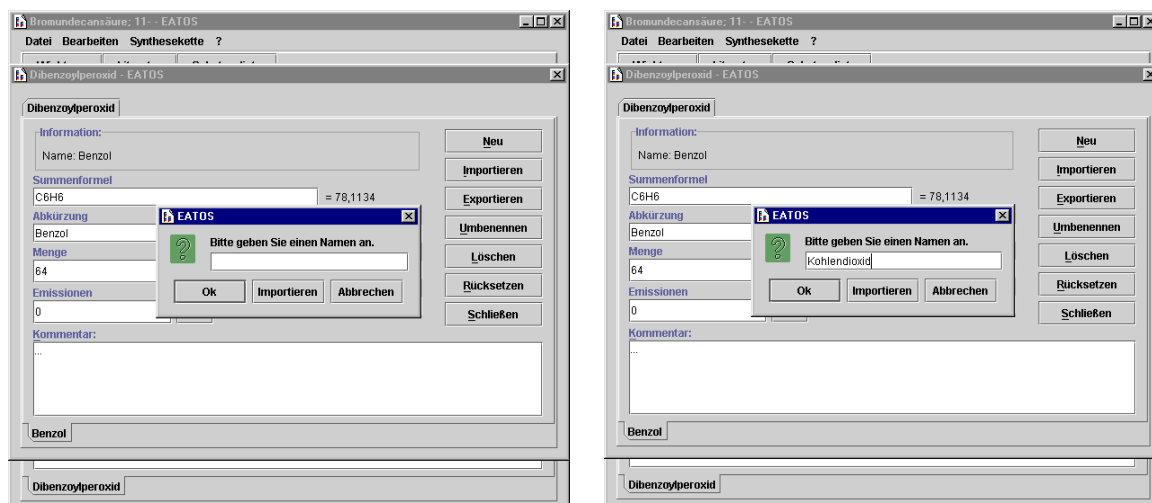 Bromundecansäure; 11- - EATOS
Datei Bearbeiten Synthesekette ?
Dibenzoylperoxid - EATOS
Dibenzoylperoxid
Information:
Name: Benzol
Summenformel
C6H6 = 78,1134
Abkürzung
Benzol
Menge
64
Emissionen
0
Kommentar:
...
Benzol
Neu
Importieren
Exportieren
Umbenennen
Löschen
Rücksetzen
Schließen
EATOS
Bitte geben Sie einen Namen an.
Ok Importieren Abbrechen
Dibenzoylperoxid
Bromundecansäure; 11- - EATOS
Datei Bearbeiten Synthesekette ?
Dibenzoylperoxid - EATOS
Dibenzoylperoxid
Information:
Name: Benzol
Summenformel
C6H6 = 78,1134
Abkürzung
Benzol
Menge
64
Emissionen
0
Kommentar:
...
Benzol
Neu
Importieren
Exportieren
Umbenennen
Löschen
Rücksetzen
Schließen
EATOS
Bitte geben Sie einen Namen an.
Kohlendioxid
Ok Importieren Abbrechen
Dibenzoylperoxid